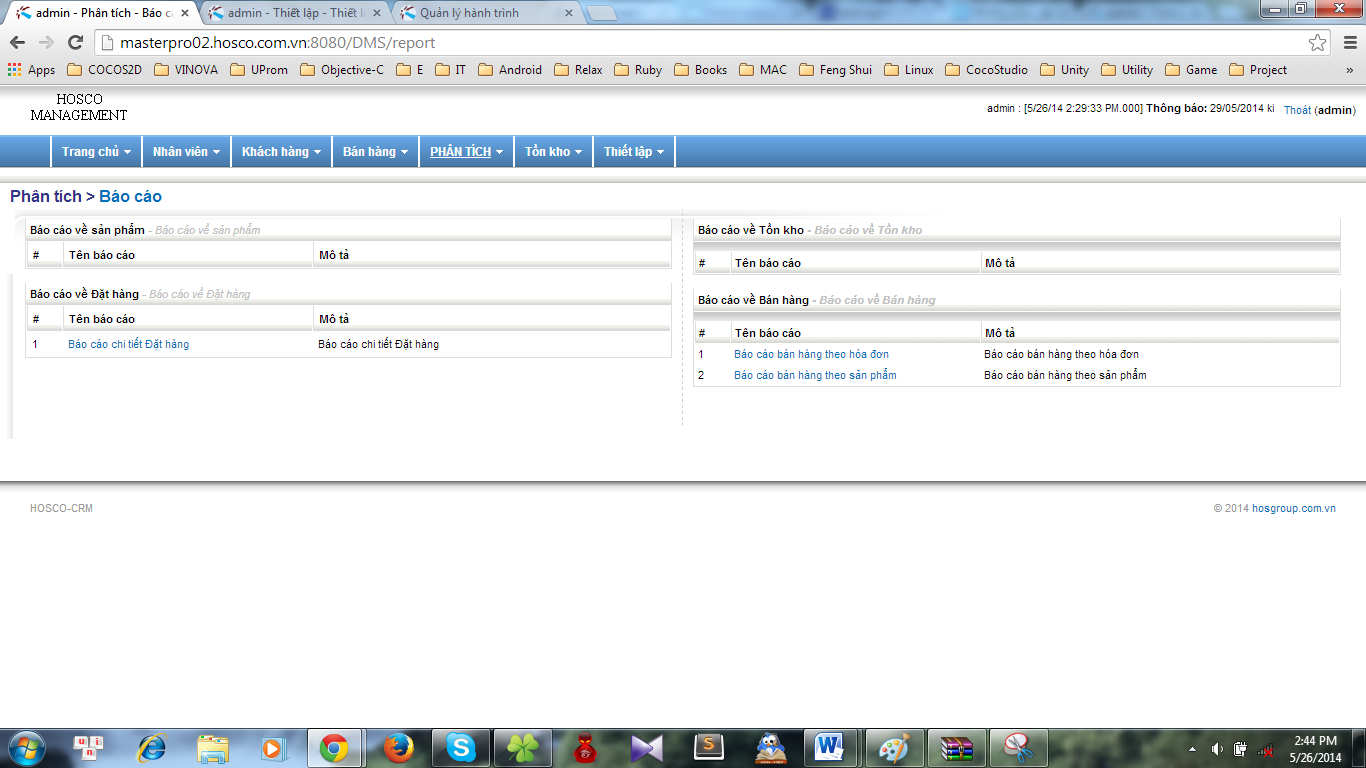 admin - Phân tích - Báo c
admin - Thiết lập - Thiết l
Quản lý hành trình
masterpro02.hosco.com.vn:8080/DMS/report
Apps COCOS2D VINOVA UProm Objective-C E IT Android Relax Ruby Books MAC Feng Shui Linux CocoStudio Unity Utility Game Project »
HOSCO
MANAGEMENT
admin : [5/26/14 2:29:33 PM.000] Thông báo: 29/05/2014 ki
Thoát (admin)
Trang chủ Nhân viên Khách hàng Bán hàng PHÂN TÍCH Tồn kho Thiết lập
Phân tích > Báo cáo
Báo cáo về sản phẩm - Báo cáo về sản phẩm
# Tên báo cáo Mô tả
Báo cáo về Đặt hàng - Báo cáo về Đặt hàng
# Tên báo cáo Mô tả
1 Báo cáo chi tiết Đặt hàng Báo cáo chi tiết Đặt hàng
Báo cáo về Tồn kho - Báo cáo về Tồn kho
# Tên báo cáo Mô tả
Báo cáo về Bán hàng - Báo cáo về Bán hàng
# Tên báo cáo Mô tả
1 Báo cáo bán hàng theo hóa đơn Báo cáo bán hàng theo hóa đơn
2 Báo cáo bán hàng theo sản phẩm Báo cáo bán hàng theo sản phẩm
HOSCO-CRM
© 2014 hosgroup.com.vn
2:44 PM
5/26/2014